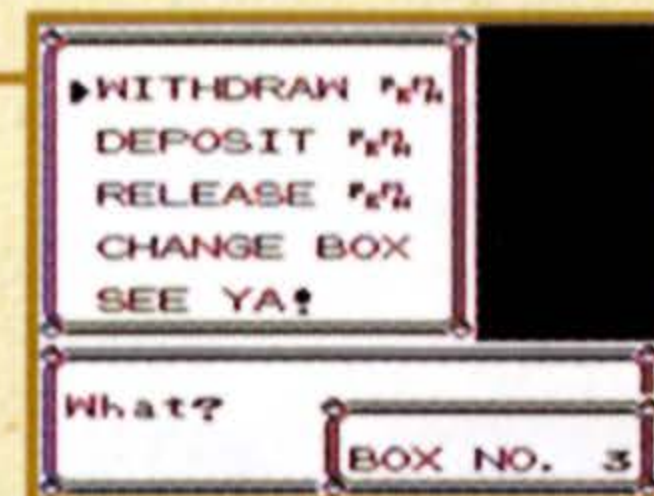 ▶WITHDRAW PKMN
DEPOSIT PKMN
RELEASE PKMN
CHANGE BOX
SEE YA!
What?
BOX NO. 3